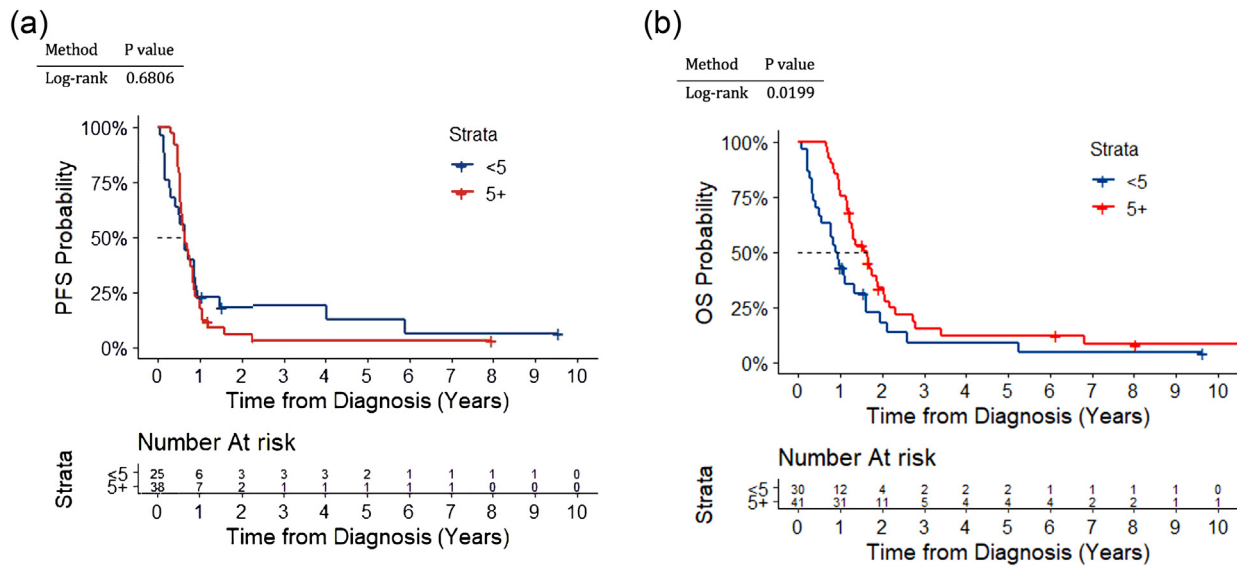 (a)
Method P value
Log-rank 0.6806
100%
75%
50%
25%
0%
PFS Probability
Strata
<5
5+
0 1 2 3 4 5 6 7 8 9 10
Time from Diagnosis (Years)
Number At risk
Strata
≤5 25 6 3 3 3 2 1 1 1 1 0
5+ 38 7 2 1 1 1 1 1 0 0 0
0 1 2 3 4 5 6 7 8 9 10
Time from Diagnosis (Years)
(b)
Method P value
Log-rank 0.0199
100%
75%
50%
25%
0%
OS Probability
Strata
<5
5+
0 1 2 3 4 5 6 7 8 9 10
Time from Diagnosis (Years)
Number At risk
Strata
≤5 30 12 4 2 2 2 1 1 1 1 0
5+ 41 31 11 5 4 4 4 2 2 1 1
0 1 2 3 4 5 6 7 8 9 10
Time from Diagnosis (Years)